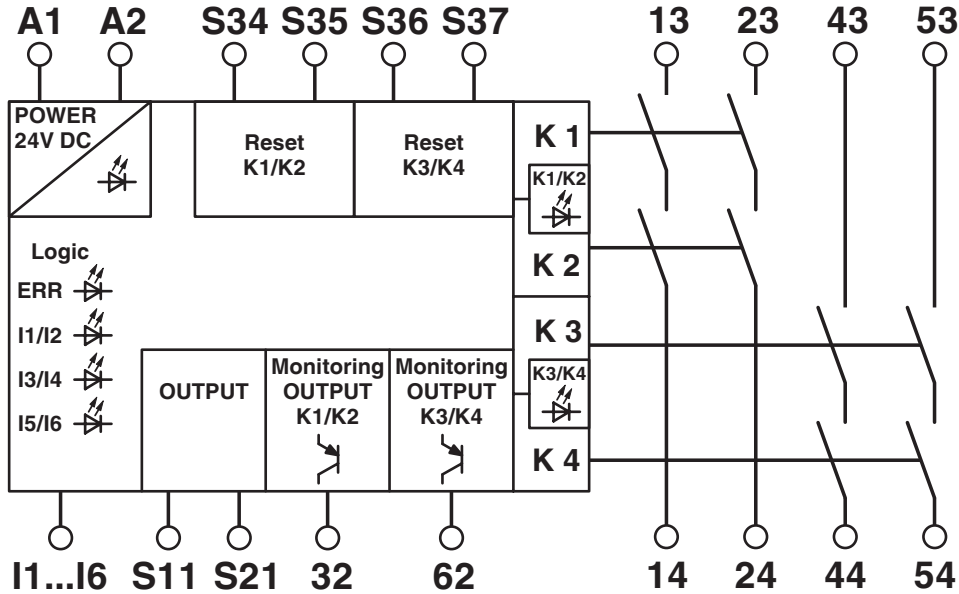 A1 A2 S34 S35 S36 S37 13 23 43 53
POWER
24V DC
Reset
K1/K2
Reset
K3/K4
K 1
K1/K2
K 2
Logic
ERR
I1/I2
I3/I4
I5/I6
K 3
K3/K4
K 4
OUTPUT
Monitoring
OUTPUT
K1/K2
Monitoring
OUTPUT
K3/K4
I1...I6 S11 S21 32 62 14 24 44 54